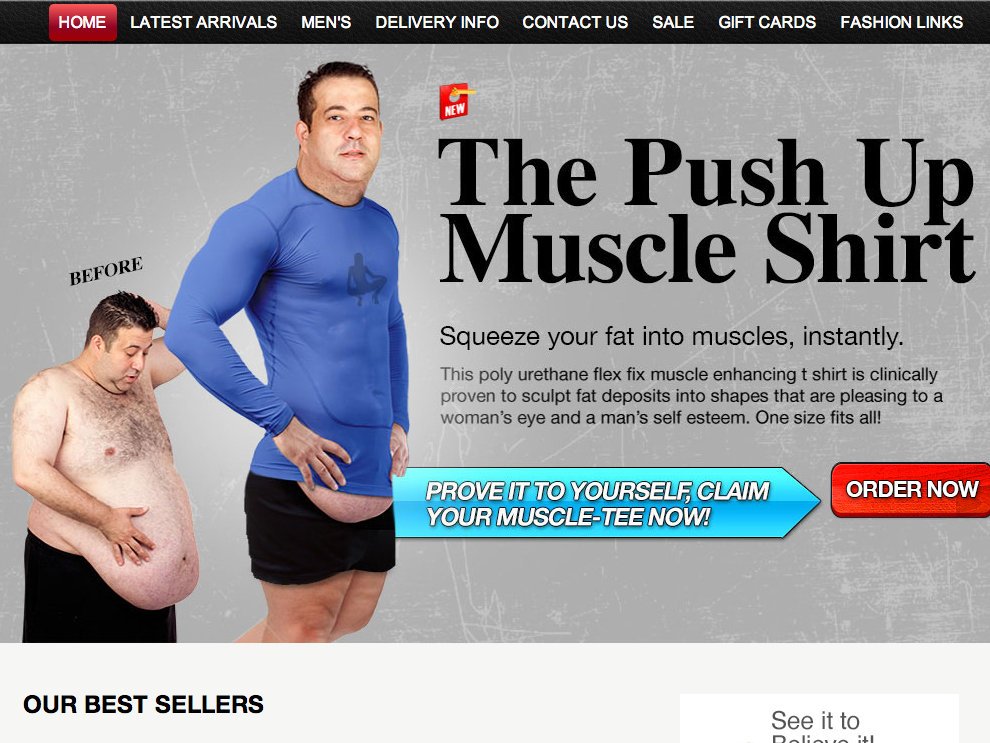 HOME LATEST ARRIVALS MEN'S DELIVERY INFO CONTACT US SALE GIFT CARDS FASHION LINKS
NEW
The Push Up
Muscle Shirt
BEFORE
Squeeze your fat into muscles, instantly.
This poly urethane flex fix muscle enhancing t shirt is clinically
proven to sculpt fat deposits into shapes that are pleasing to a
woman's eye and a man's self esteem. One size fits all!
PROVE IT TO YOURSELF, CLAIM
YOUR MUSCLE-TEE NOW!
ORDER NOW
OUR BEST SELLERS
See it to
Believe it!